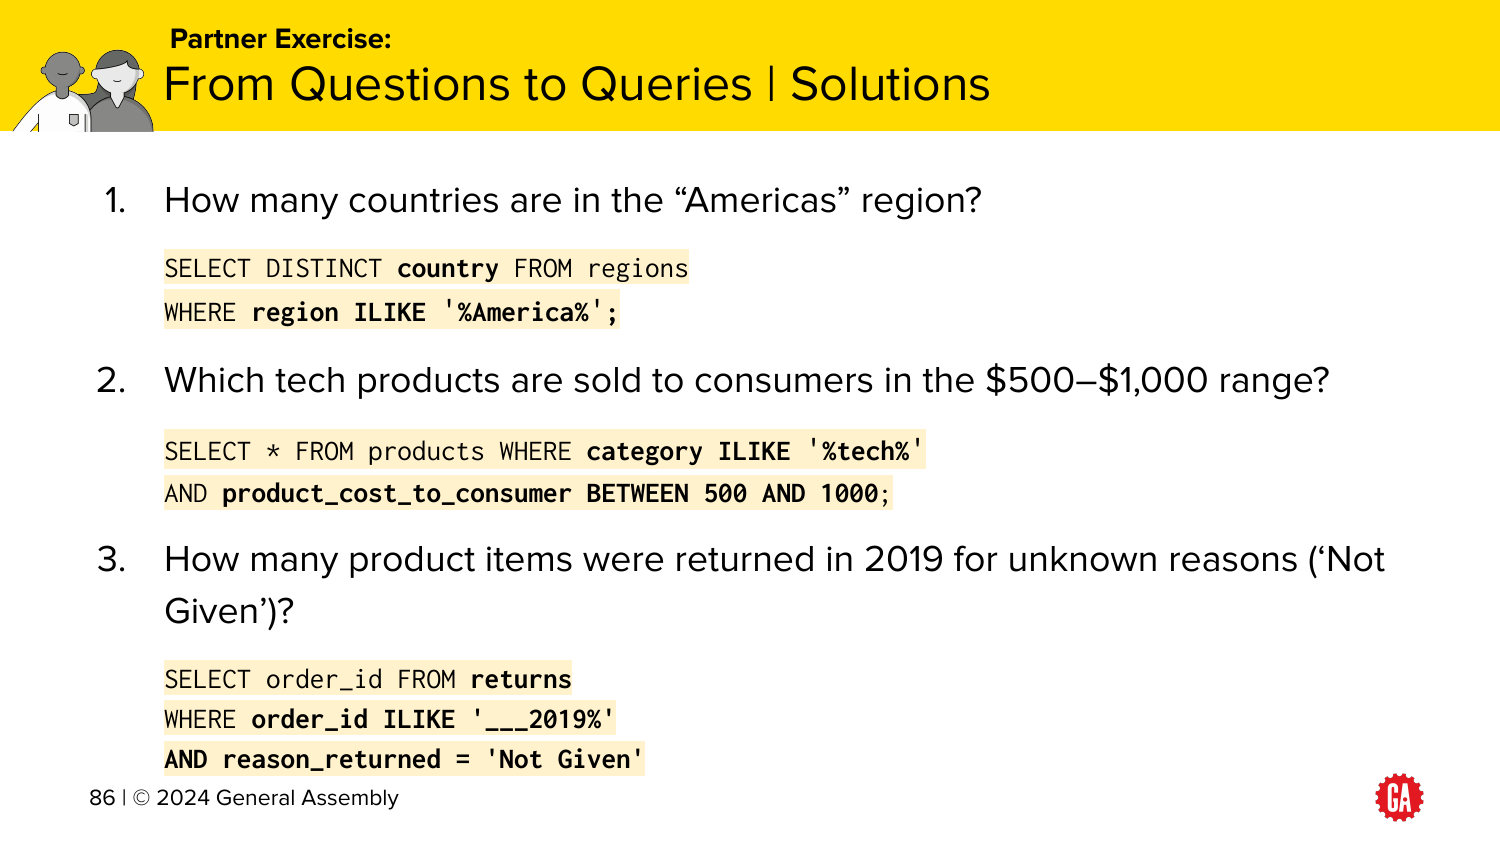 Partner Exercise:
From Questions to Queries | Solutions
1. How many countries are in the “Americas” region?
SELECT DISTINCT country FROM regions
WHERE region ILIKE '%America%';
2. Which tech products are sold to consumers in the $500–$1,000 range?
SELECT * FROM products WHERE category ILIKE '%tech%'
AND product_cost_to_consumer BETWEEN 500 AND 1000;
3. How many product items were returned in 2019 for unknown reasons (‘Not
Given’)?
SELECT order_id FROM returns
WHERE order_id ILIKE '___2019%'
AND reason_returned = 'Not Given'
86 | © 2024 General Assembly
GA